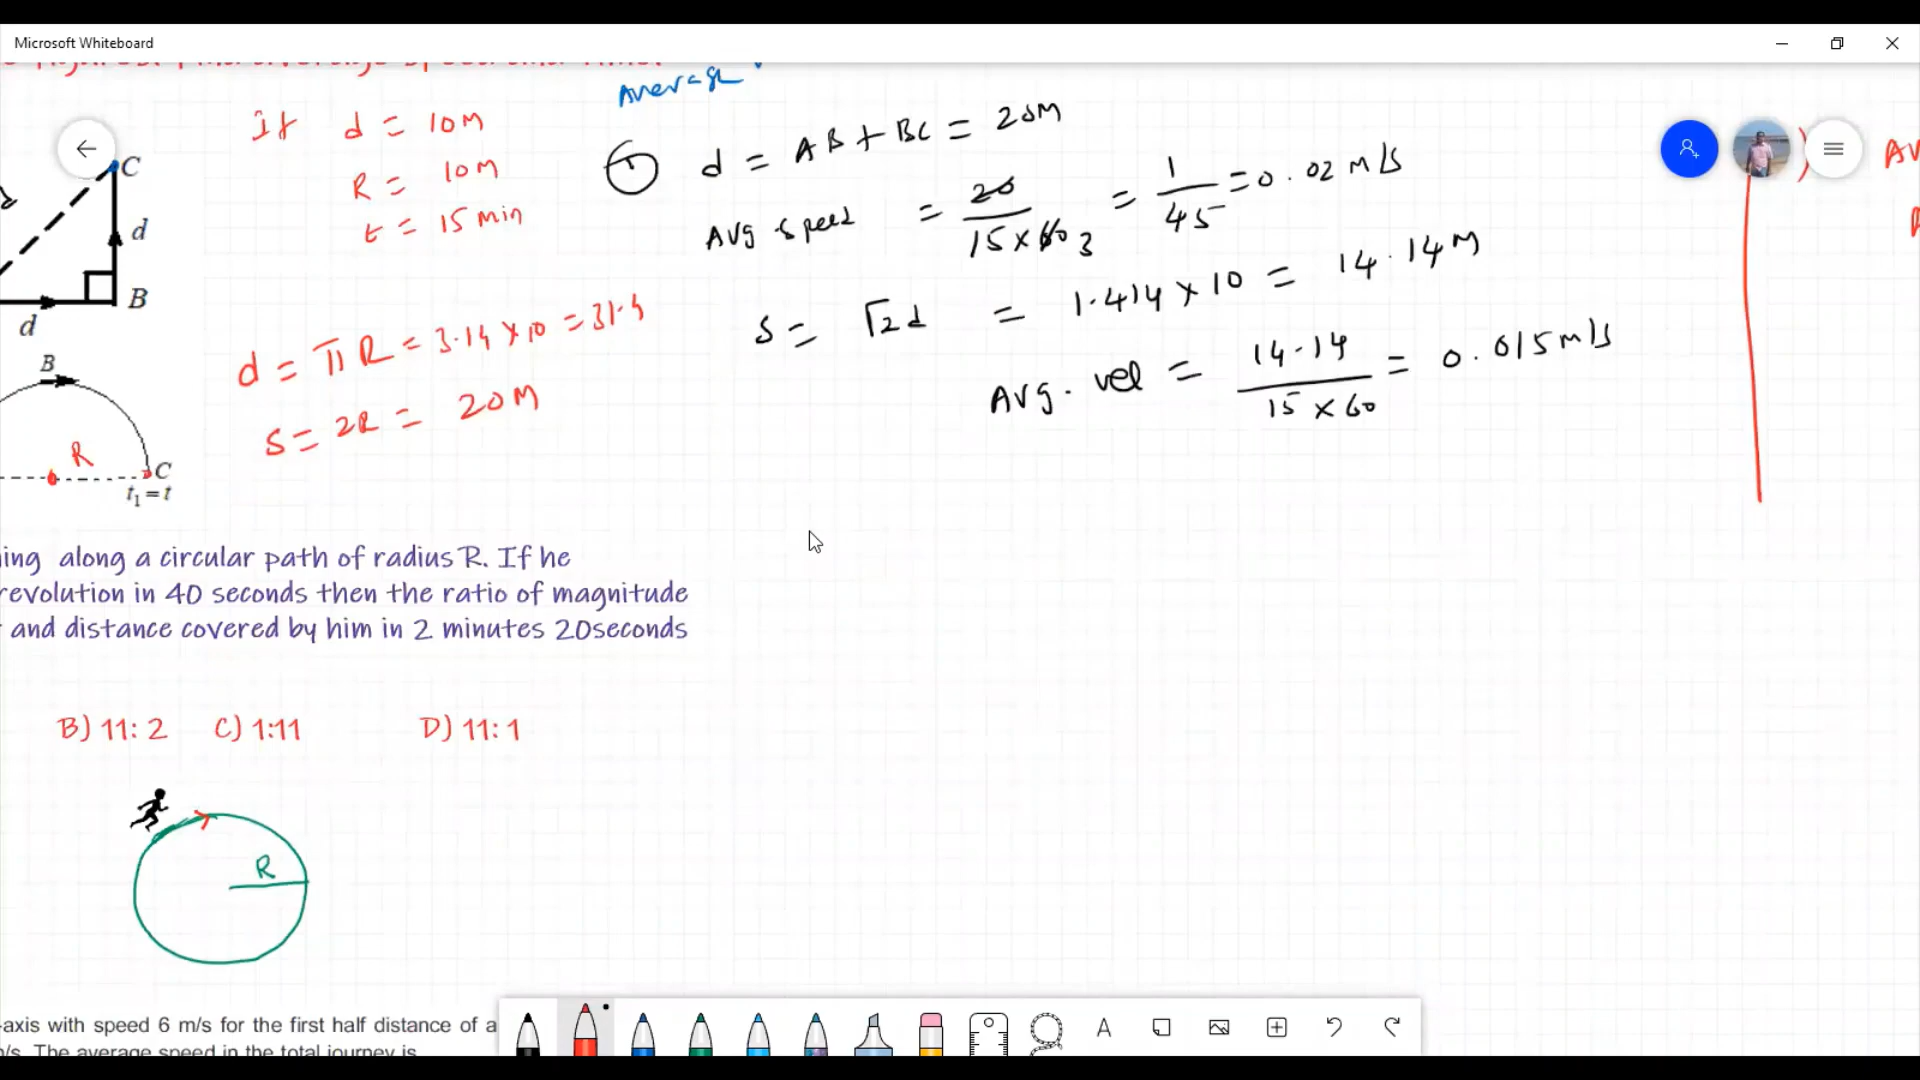 Microsoft Whiteboard
Average
If d = 10M
R = 10M
t = 15 min
d = AB + BC = 20M
Avg speed = 20 / 15 × 60 3 = 1 / 45 = 0.02 m/s
S = √2 d = 1.414 × 10 = 14.14M
Avg. vel = 14.14 / 15 × 60 = 0.015 m/s
C
d
B
d
d = π R = 3.14 × 10 = 31.4
S = 2R = 20M
B
R
C
t₁ = t
ing along a circular path of radius R. If he
revolution in 40 seconds then the ratio of magnitude
and distance covered by him in 2 minutes 20seconds
B) 11: 2 C) 1:11 D) 11: 1
R
-axis with speed 6 m/s for the first half distance of a
/s. The average speed in the total journey is
A